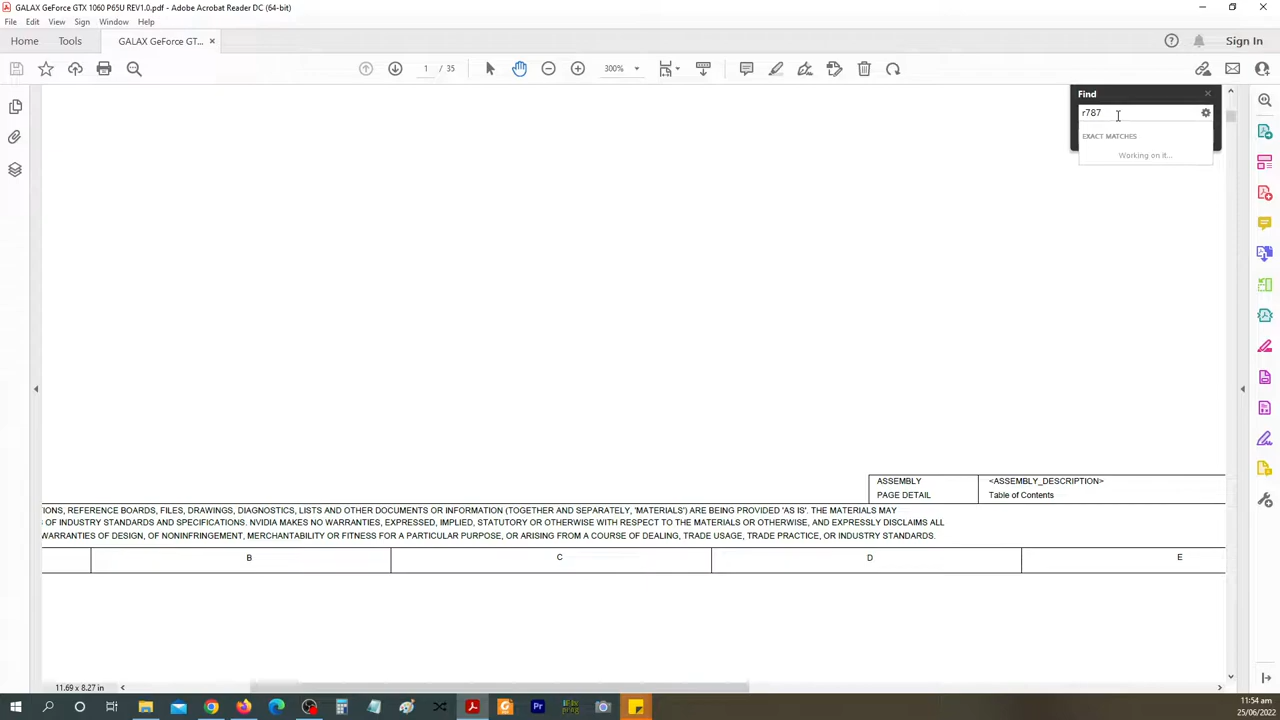 GALAX GeForce GTX 1060 P65U REV1.0.pdf - Adobe Acrobat Reader DC (64-bit)
File Edit View Sign Window Help
Home Tools GALAX GeForce GT... × Sign In
1 / 35 300%
Find
r787
EXACT MATCHES
Working on it...
ASSEMBLY <ASSEMBLY_DESCRIPTION>
PAGE DETAIL Table of Contents
IONS, REFERENCE BOARDS, FILES, DRAWINGS, DIAGNOSTICS, LISTS AND OTHER DOCUMENTS OR INFORMATION (TOGETHER AND SEPARATELY, 'MATERIALS') ARE BEING PROVIDED 'AS IS'. THE MATERIALS MAY
OF INDUSTRY STANDARDS AND SPECIFICATIONS. NVIDIA MAKES NO WARRANTIES, EXPRESSED, IMPLIED, STATUTORY OR OTHERWISE WITH RESPECT TO THE MATERIALS OR OTHERWISE, AND EXPRESSLY DISCLAIMS ALL
WARRANTIES OF DESIGN, OF NONINFRINGEMENT, MERCHANTABILITY OR FITNESS FOR A PARTICULAR PURPOSE, OR ARISING FROM A COURSE OF DEALING, TRADE USAGE, TRADE PRACTICE, OR INDUSTRY STANDARDS.
B C D E
11.69 x 8.27 in
Pr
11:54 am
25/06/2022